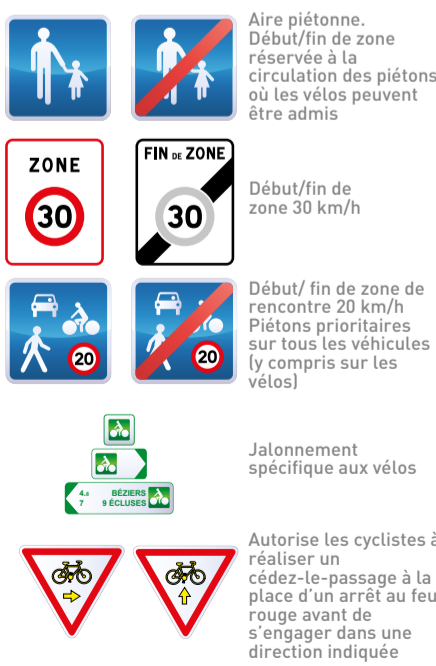 Aire piétonne.
Début/fin de zone
réservée à la
circulation des piétons
où les vélos peuvent
être admis
ZONE
30
FIN DE ZONE
30
Début/fin de
zone 30 km/h
20
20
Début/ fin de zone de
rencontre 20 km/h
Piétons prioritaires
sur tous les véhicules
(y compris sur les
vélos)
4.8 BÉZIERS
7 9 ÉCLUSES
Jalonnement
spécifique aux vélos
Autorise les cyclistes à
réaliser un
cédez-le-passage à la
place d'un arrêt au feu
rouge avant de
s'engager dans une
direction indiquée